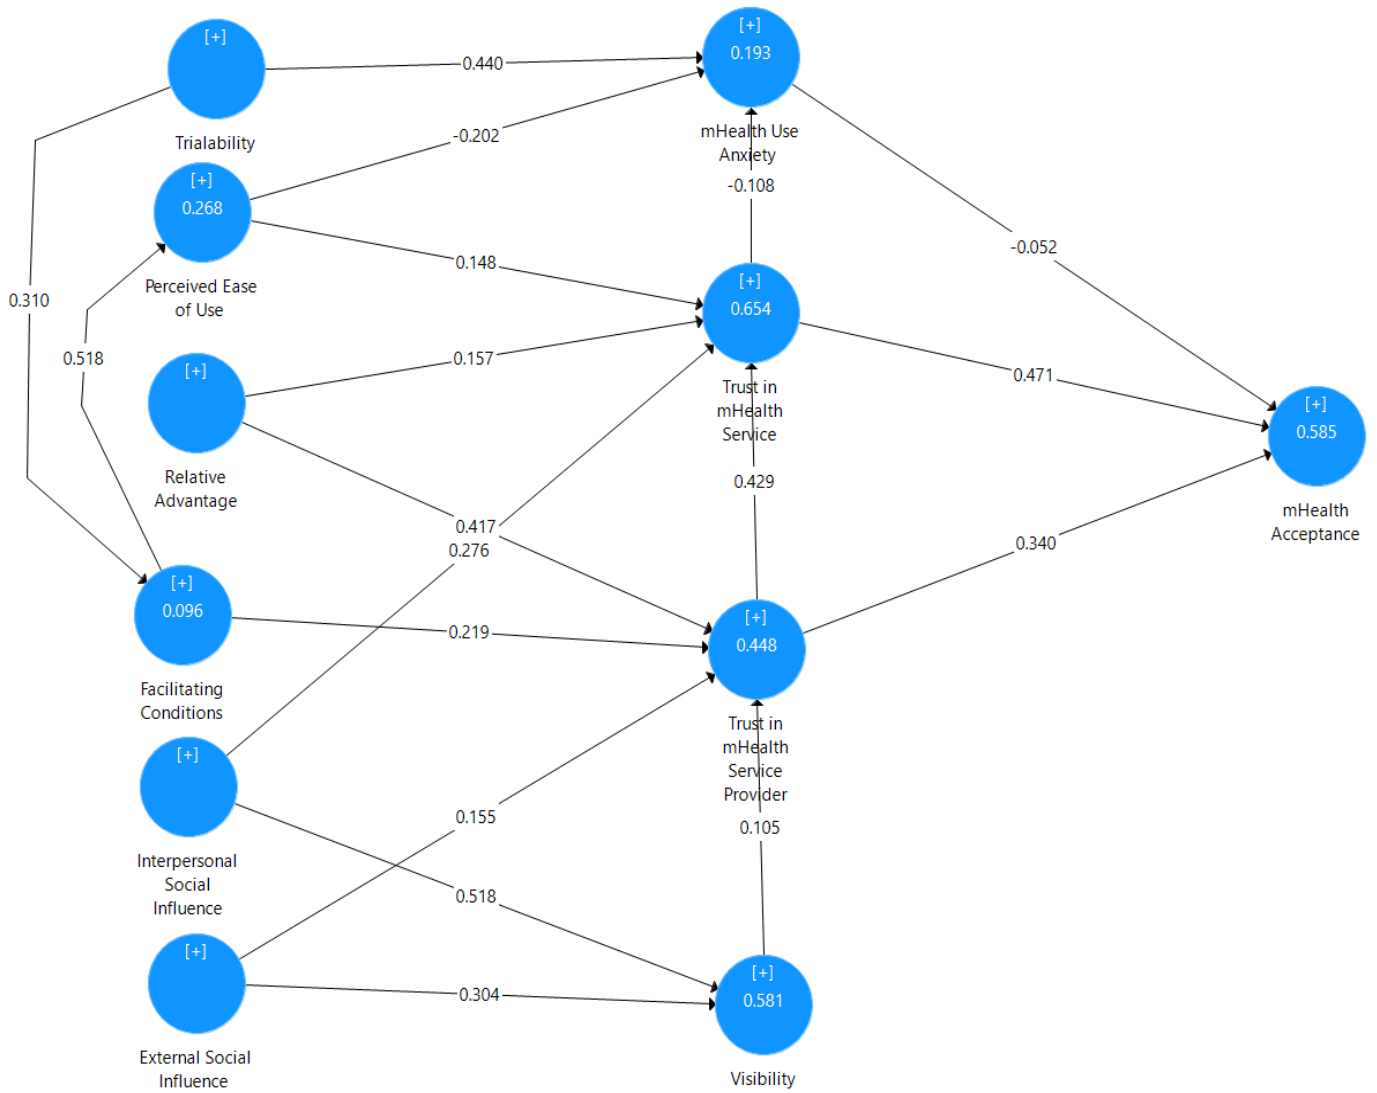 [+]
Trialability
[+]
0.268
Perceived Ease
of Use
[+]
Relative
Advantage
[+]
0.096
Facilitating
Conditions
[+]
Interpersonal
Social
Influence
[+]
External Social
Influence
0.310
0.518
0.440
-0.202
0.148
0.157
0.417
0.276
0.219
0.155
0.518
0.304
[+]
0.193
mHealth Use
Anxiety
-0.108
[+]
0.654
Trust in
mHealth
Service
0.429
[+]
0.448
Trust in
mHealth
Service
Provider
0.105
[+]
0.581
Visibility
-0.052
0.471
0.340
[+]
0.585
mHealth
Acceptance